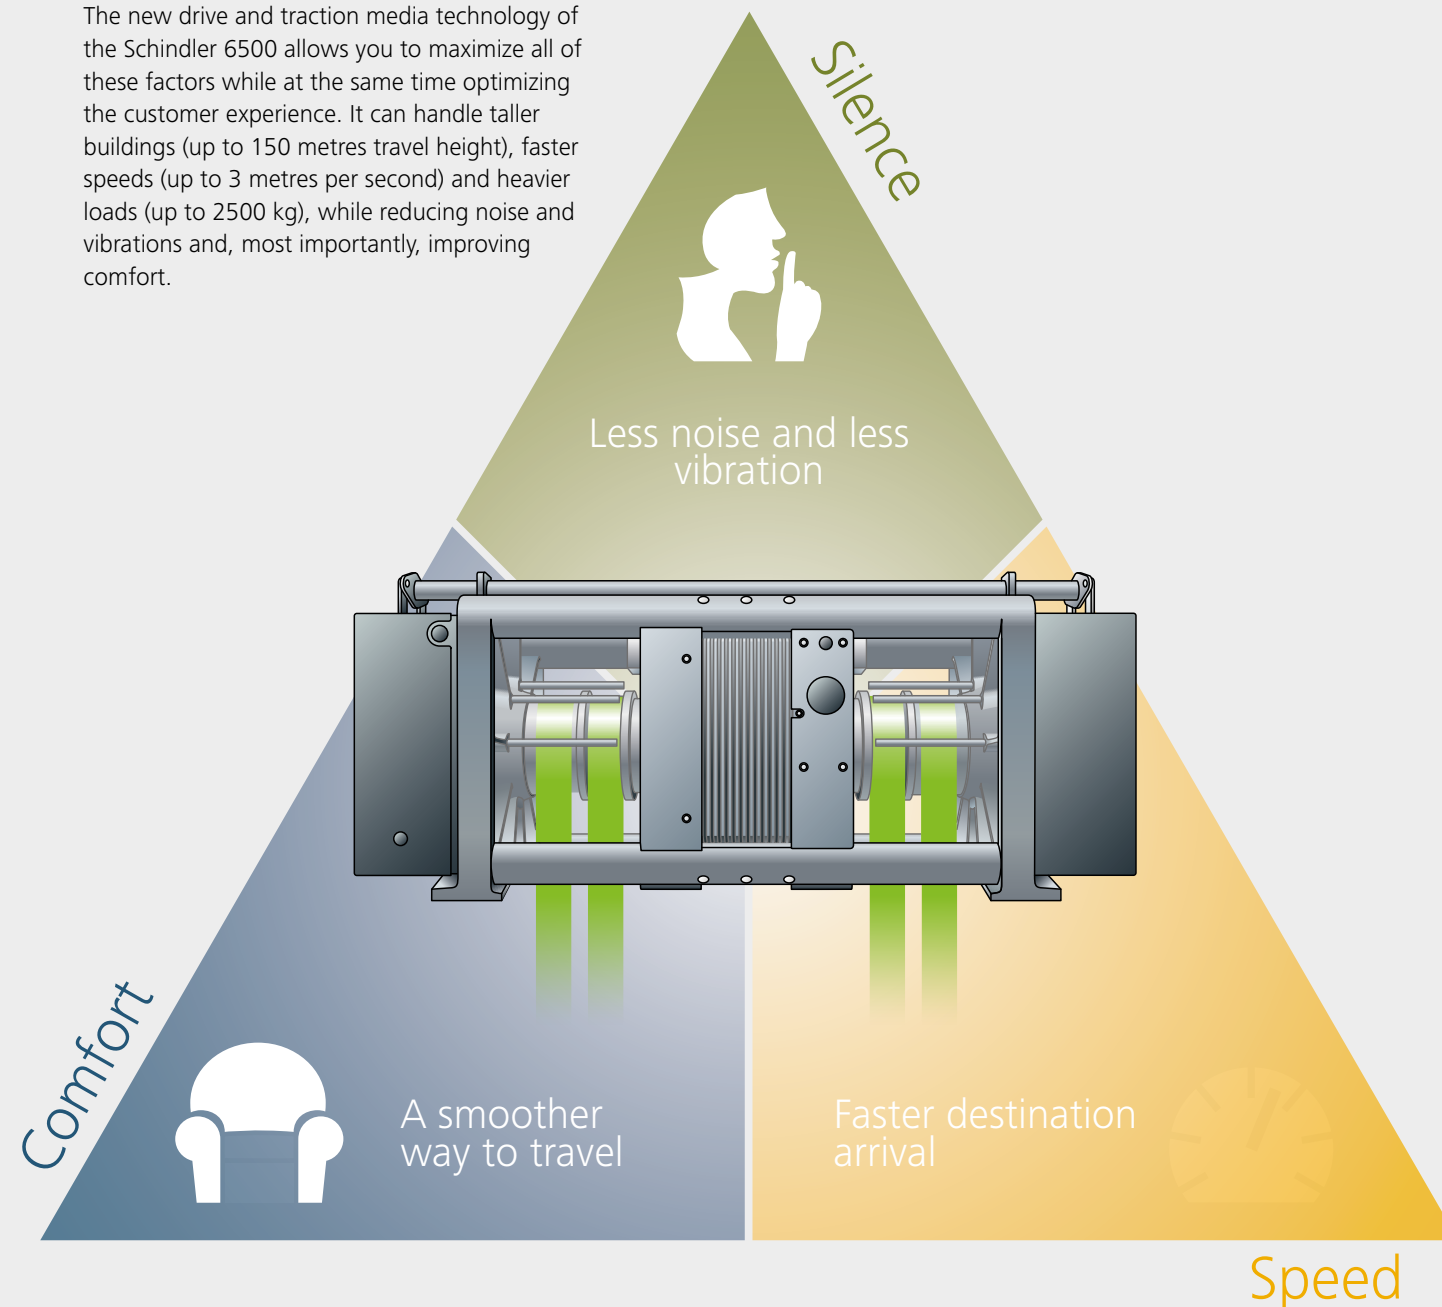 The new drive and traction media technology of
the Schindler 6500 allows you to maximize all of
these factors while at the same time optimizing
the customer experience. It can handle taller
buildings (up to 150 metres travel height), faster
speeds (up to 3 metres per second) and heavier
loads (up to 2500 kg), while reducing noise and
vibrations and, most importantly, improving
comfort.
Silence
Less noise and less
vibration
Comfort
A smoother
way to travel
Faster destination
arrival
Speed